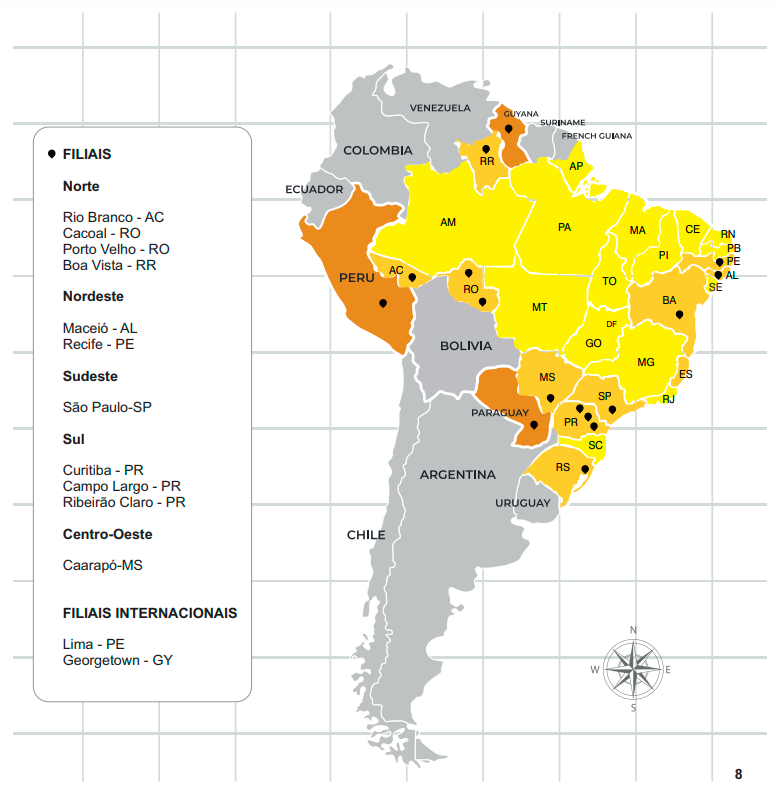 FILIAIS
Norte
Rio Branco - AC
Cacoal - RO
Porto Velho - RO
Boa Vista - RR
Nordeste
Maceió - AL
Recife - PE
Sudeste
São Paulo-SP
Sul
Curitiba - PR
Campo Largo - PR
Ribeirão Claro - PR
Centro-Oeste
Caarapó-MS
FILIAIS INTERNACIONAIS
Lima - PE
Georgetown - GY
VENEZUELA
GUYANA
SURINAME
FRENCH GUIANA
COLOMBIA
RR
AP
ECUADOR
AM
PA
MA
CE
RN
PB
PE
PI
AL
SE
PERU
AC
RO
TO
BA
MT
DF
GO
BOLIVIA
MG
ES
MS
SP
RJ
PARAGUAY
PR
SC
RS
ARGENTINA
URUGUAY
CHILE
N
W
E
S
8